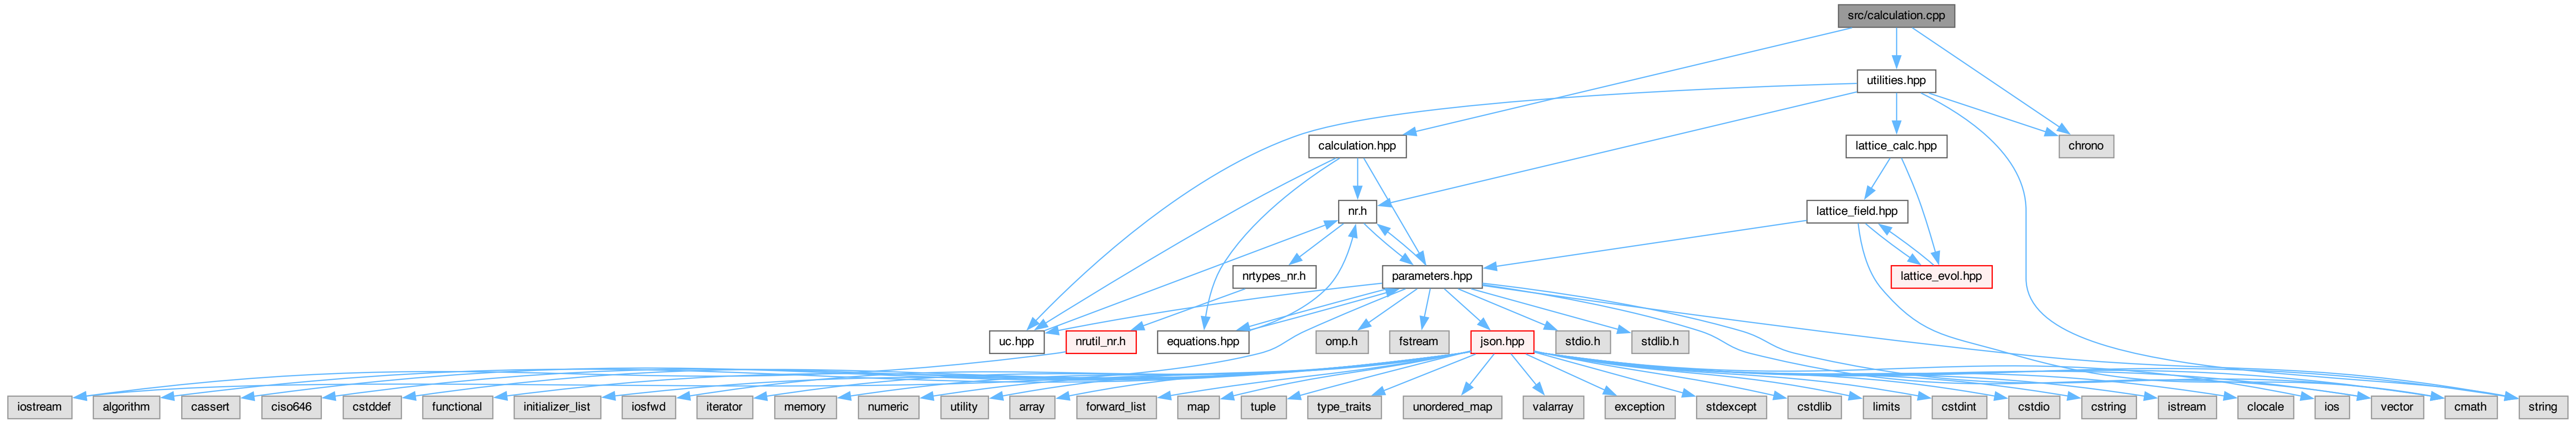 src/calculation.cpp
utilities.hpp
calculation.hpp
lattice_calc.hpp
chrono
nr.h
lattice_field.hpp
nrtypes_nr.h
parameters.hpp
lattice_evol.hpp
uc.hpp
nrutil_nr.h
equations.hpp
omp.h
fstream
json.hpp
stdio.h
stdlib.h
iostream
algorithm
cassert
ciso646
cstddef
functional
initializer_list
iosfwd
iterator
memory
numeric
utility
array
forward_list
map
tuple
type_traits
unordered_map
valarray
exception
stdexcept
cstdlib
limits
cstdint
cstdio
cstring
istream
clocale
ios
vector
cmath
string